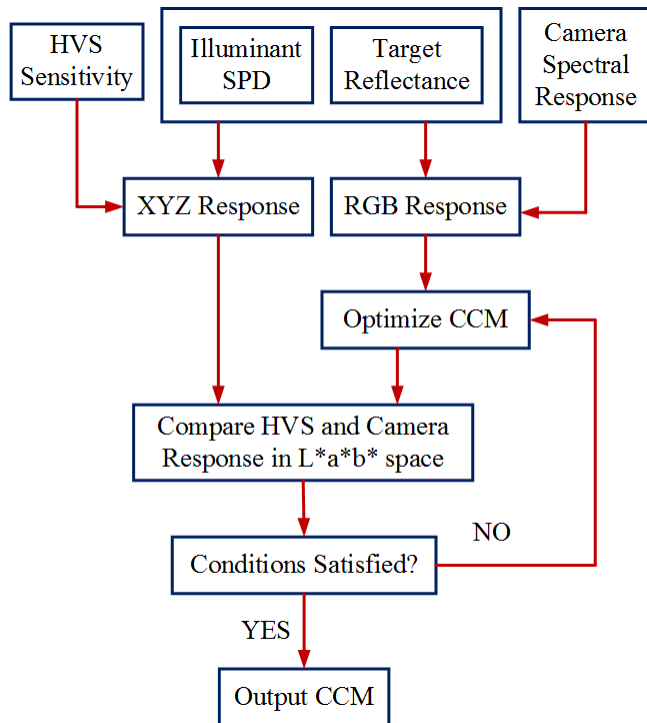 HVS
Sensitivity
Illuminant
SPD
Target
Reflectance
Camera
Spectral
Response
XYZ Response
RGB Response
Optimize CCM
Compare HVS and Camera
Response in L*a*b* space
Conditions Satisfied?
NO
YES
Output CCM